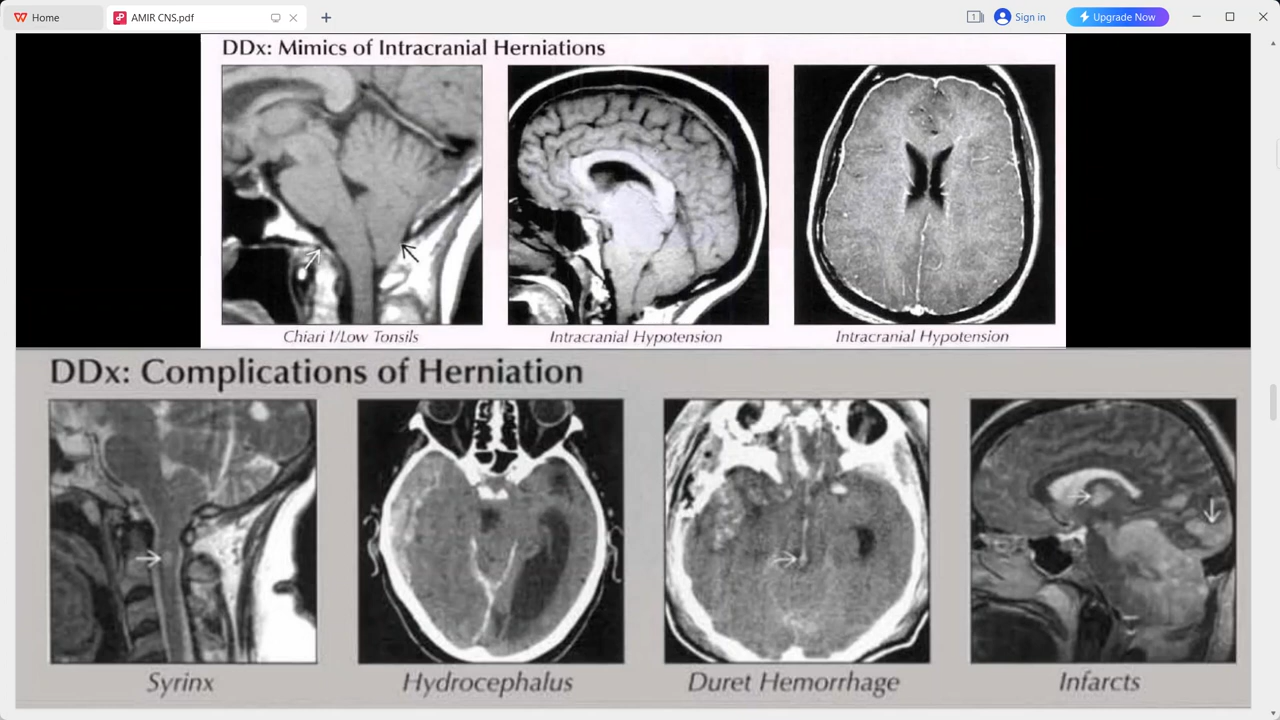 Home
AMIR CNS.pdf
1
Sign in
Upgrade Now
DDx: Mimics of Intracranial Herniations
Chiari I/Low Tonsils
Intracranial Hypotension
Intracranial Hypotension
DDx: Complications of Herniation
Syrinx
Hydrocephalus
Duret Hemorrhage
Infarcts